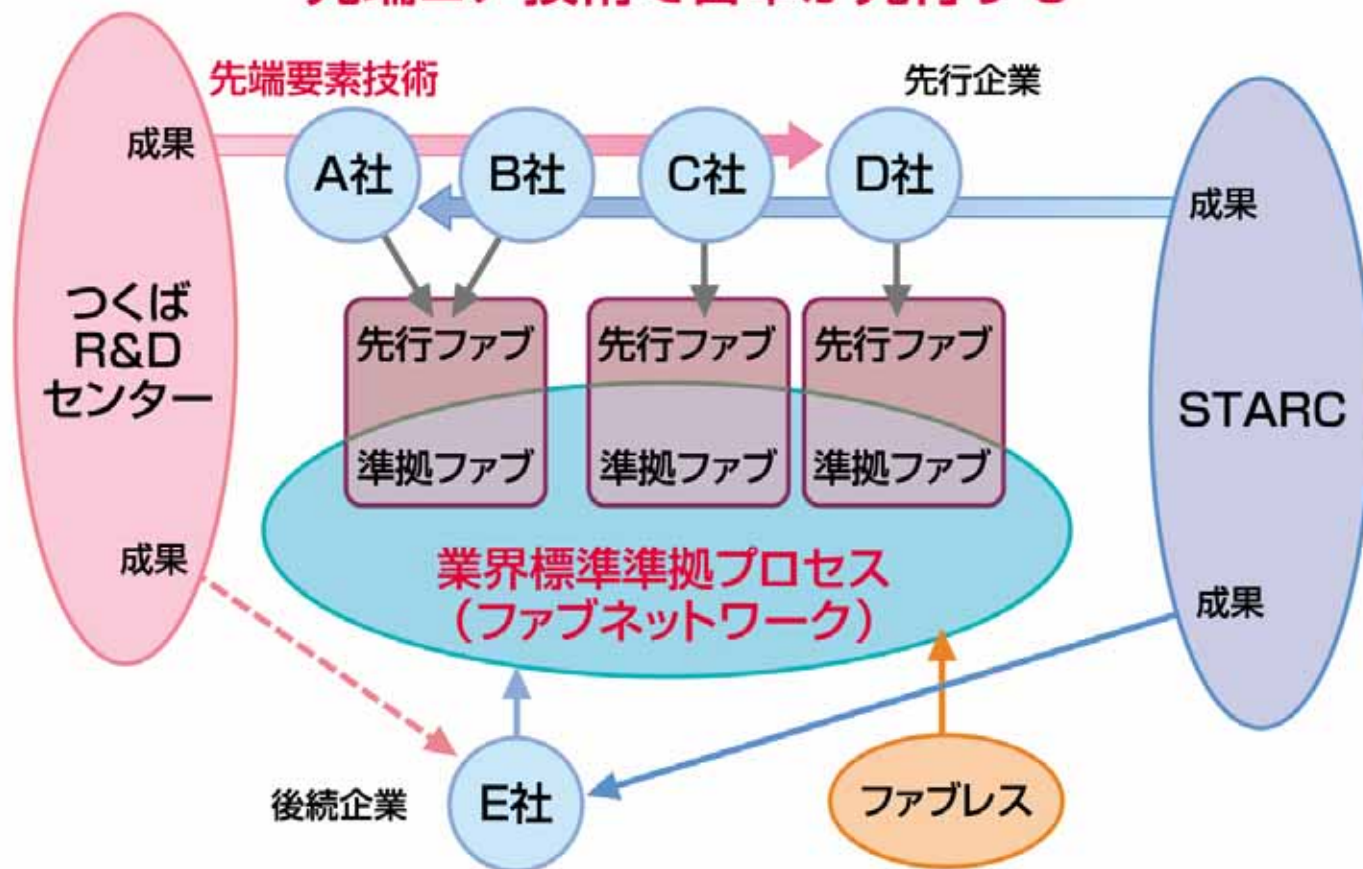 先端要素技術
先行企業
成果
A社
B社
C社
D社
成果
つくば
R&D
センター
先行ファブ
先行ファブ
先行ファブ
STARC
準拠ファブ
準拠ファブ
準拠ファブ
成果
業界標準準拠プロセス
（ファブネットワーク）
成果
後続企業
E社
ファブレス